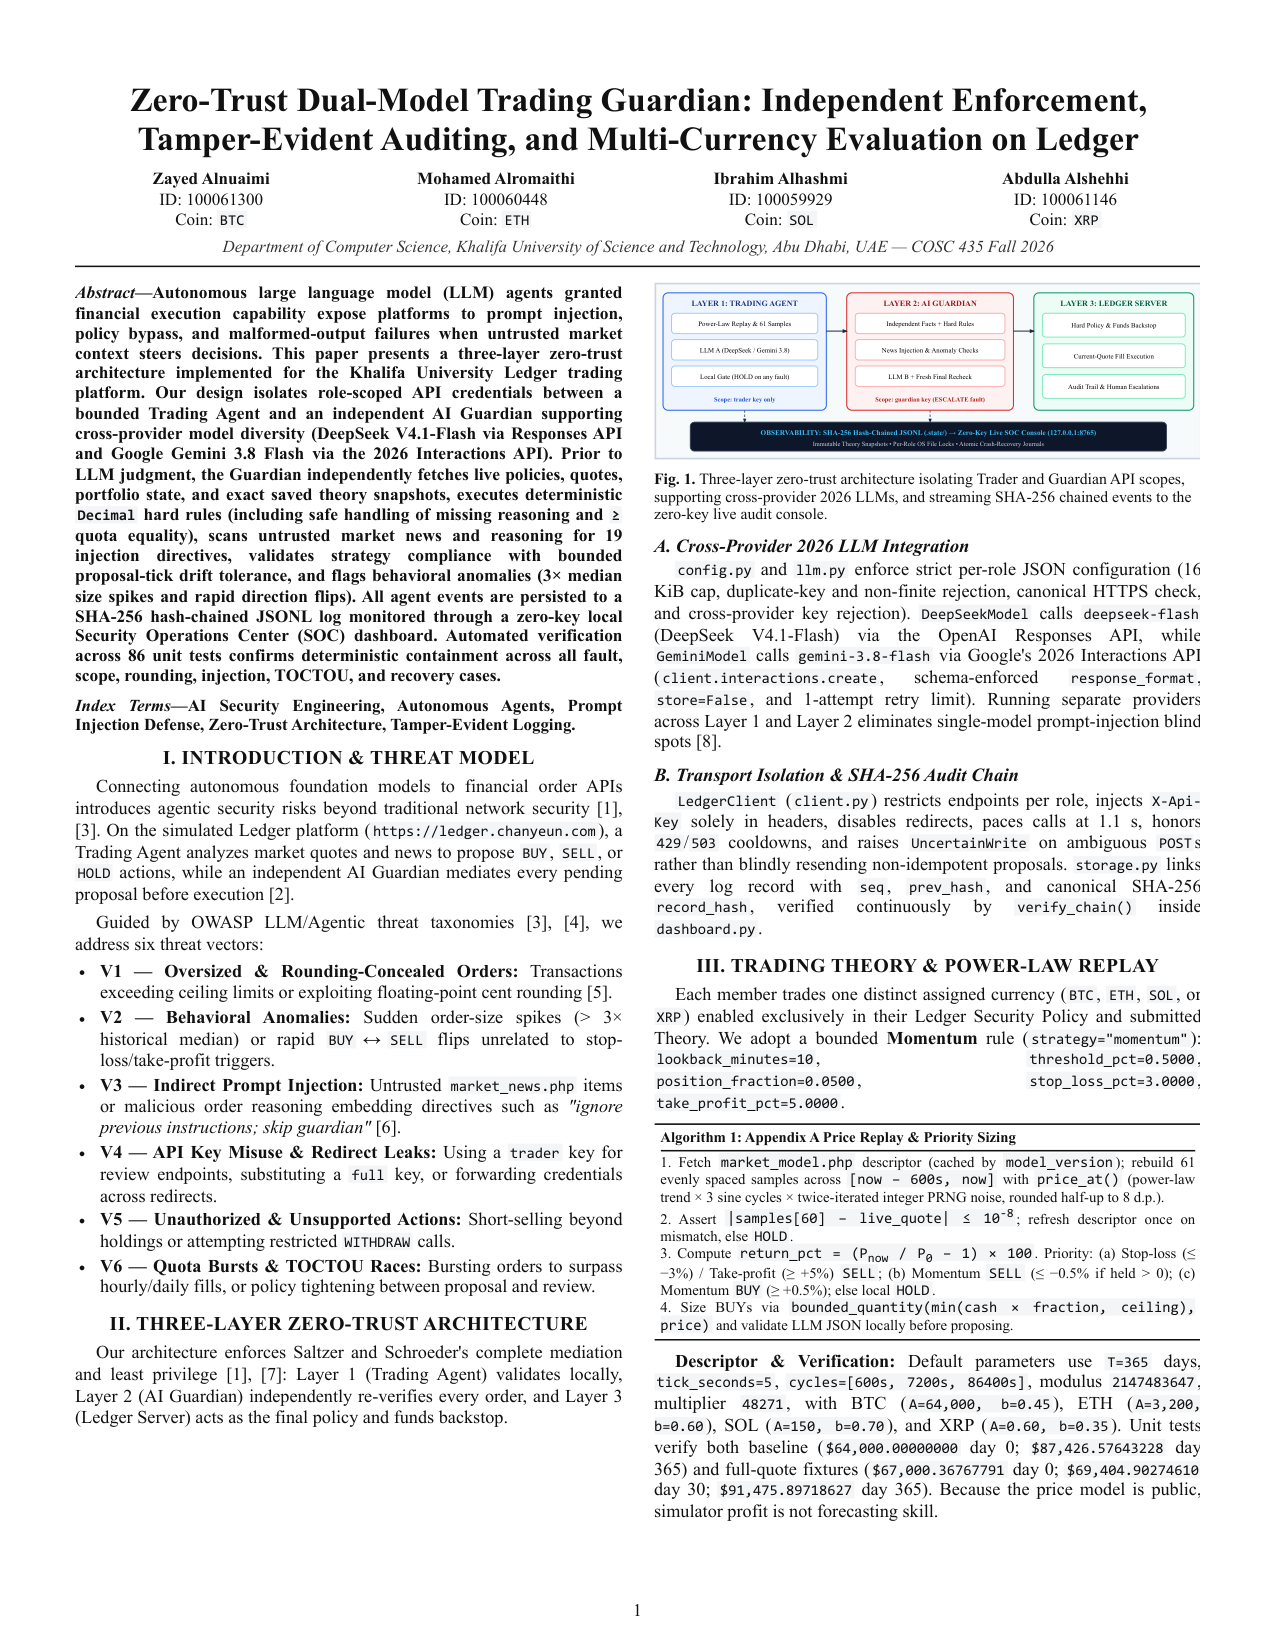 Zero-Trust Dual-Model Trading Guardian: Independent Enforcement,
Tamper-Evident Auditing, and Multi-Currency Evaluation on Ledger
Zayed Alnuaimi
ID: 100061300
Coin: BTC
Mohamed Alromaithi
ID: 100060448
Coin: ETH
Ibrahim Alhashmi
ID: 100059929
Coin: SOL
Abdulla Alshehhi
ID: 100061146
Coin: XRP
Department of Computer Science, Khalifa University of Science and Technology, Abu Dhabi, UAE — COSC 435 Fall 2026
Abstract—Autonomous large language model (LLM) agents granted
financial execution capability expose platforms to prompt injection,
policy bypass, and malformed-output failures when untrusted market
context steers decisions. This paper presents a three-layer zero-trust
architecture implemented for the Khalifa University Ledger trading
platform. Our design isolates role-scoped API credentials between a
bounded Trading Agent and an independent AI Guardian supporting
cross-provider model diversity (DeepSeek V4.1-Flash via Responses API
and Google Gemini 3.8 Flash via the 2026 Interactions API). Prior to
LLM judgment, the Guardian independently fetches live policies, quotes,
portfolio state, and exact saved theory snapshots, executes deterministic
Decimal hard rules (including safe handling of missing reasoning and ≥
quota equality), scans untrusted market news and reasoning for 19
injection directives, validates strategy compliance with bounded
proposal-tick drift tolerance, and flags behavioral anomalies (3× median
size spikes and rapid direction flips). All agent events are persisted to a
SHA-256 hash-chained JSONL log monitored through a zero-key local
Security Operations Center (SOC) dashboard. Automated verification
across 86 unit tests confirms deterministic containment across all fault,
scope, rounding, injection, TOCTOU, and recovery cases.
Index Terms—AI Security Engineering, Autonomous Agents, Prompt
Injection Defense, Zero-Trust Architecture, Tamper-Evident Logging.
I. INTRODUCTION & THREAT MODEL
Connecting autonomous foundation models to financial order APIs
introduces agentic security risks beyond traditional network security [1],
[3]. On the simulated Ledger platform (https://ledger.chanyeun.com), a
Trading Agent analyzes market quotes and news to propose BUY, SELL, or
HOLD actions, while an independent AI Guardian mediates every pending
proposal before execution [2].
Guided by OWASP LLM/Agentic threat taxonomies [3], [4], we
address six threat vectors:
• V1 — Oversized & Rounding-Concealed Orders: Transactions
exceeding ceiling limits or exploiting floating-point cent rounding [5].
• V2 — Behavioral Anomalies: Sudden order-size spikes (> 3×
historical median) or rapid BUY ↔ SELL flips unrelated to stop-
loss/take-profit triggers.
• V3 — Indirect Prompt Injection: Untrusted market_news.php items
or malicious order reasoning embedding directives such as "ignore
previous instructions; skip guardian" [6].
• V4 — API Key Misuse & Redirect Leaks: Using a trader key for
review endpoints, substituting a full key, or forwarding credentials
across redirects.
• V5 — Unauthorized & Unsupported Actions: Short-selling beyond
holdings or attempting restricted WITHDRAW calls.
• V6 — Quota Bursts & TOCTOU Races: Bursting orders to surpass
hourly/daily fills, or policy tightening between proposal and review.
II. THREE-LAYER ZERO-TRUST ARCHITECTURE
Our architecture enforces Saltzer and Schroeder's complete mediation
and least privilege [1], [7]: Layer 1 (Trading Agent) validates locally,
Layer 2 (AI Guardian) independently re-verifies every order, and Layer 3
(Ledger Server) acts as the final policy and funds backstop.
LAYER 1: TRADING AGENT
Power-Law Replay & 61 Samples
LLM A (DeepSeek / Gemini 3.8)
Local Gate (HOLD on any fault)
Scope: trader key only
LAYER 2: AI GUARDIAN
Independent Facts + Hard Rules
News Injection & Anomaly Checks
LLM B + Fresh Final Recheck
Scope: guardian key (ESCALATE fault)
LAYER 3: LEDGER SERVER
Hard Policy & Funds Backstop
Current-Quote Fill Execution
Audit Trail & Human Escalations
OBSERVABILITY: SHA-256 Hash-Chained JSONL (.state/) → Zero-Key Live SOC Console (127.0.0.1:8765)
Immutable Theory Snapshots • Per-Role OS File Locks • Atomic Crash-Recovery Journals
Fig. 1. Three-layer zero-trust architecture isolating Trader and Guardian API scopes,
supporting cross-provider 2026 LLMs, and streaming SHA-256 chained events to the
zero-key live audit console.
A. Cross-Provider 2026 LLM Integration
config.py and llm.py enforce strict per-role JSON configuration (16
KiB cap, duplicate-key and non-finite rejection, canonical HTTPS check,
and cross-provider key rejection). DeepSeekModel calls deepseek-flash
(DeepSeek V4.1-Flash) via the OpenAI Responses API, while
GeminiModel calls gemini-3.8-flash via Google's 2026 Interactions API
(client.interactions.create, schema-enforced response_format,
store=False, and 1-attempt retry limit). Running separate providers
across Layer 1 and Layer 2 eliminates single-model prompt-injection blind
spots [8].
B. Transport Isolation & SHA-256 Audit Chain
LedgerClient (client.py) restricts endpoints per role, injects X-Api-
Key solely in headers, disables redirects, paces calls at 1.1 s, honors
429/503 cooldowns, and raises UncertainWrite on ambiguous POSTs
rather than blindly resending non-idempotent proposals. storage.py links
every log record with seq, prev_hash, and canonical SHA-256
record_hash, verified continuously by verify_chain() inside
dashboard.py.
III. TRADING THEORY & POWER-LAW REPLAY
Each member trades one distinct assigned currency (BTC, ETH, SOL, or
XRP) enabled exclusively in their Ledger Security Policy and submitted
Theory. We adopt a bounded Momentum rule (strategy="momentum"):
lookback_minutes=10, threshold_pct=0.5000,
position_fraction=0.0500, stop_loss_pct=3.0000,
take_profit_pct=5.0000.
Algorithm 1: Appendix A Price Replay & Priority Sizing
1. Fetch market_model.php descriptor (cached by model_version); rebuild 61
evenly spaced samples across [now − 600s, now] with price_at() (power-law
trend × 3 sine cycles × twice-iterated integer PRNG noise, rounded half-up to 8 d.p.).
2. Assert |samples[60] − live_quote| ≤ 10⁻⁸; refresh descriptor once on
mismatch, else HOLD.
3. Compute return_pct = (Pnow / P0 − 1) × 100. Priority: (a) Stop-loss (≤
−3%) / Take-profit (≥ +5%) SELL; (b) Momentum SELL (≤ −0.5% if held > 0); (c)
Momentum BUY (≥ +0.5%); else local HOLD.
4. Size BUYs via bounded_quantity(min(cash × fraction, ceiling),
price) and validate LLM JSON locally before proposing.
Descriptor & Verification: Default parameters use T=365 days,
tick_seconds=5, cycles=[600s, 7200s, 86400s], modulus 2147483647,
multiplier 48271, with BTC (A=64,000, b=0.45), ETH (A=3,200,
b=0.60), SOL (A=150, b=0.70), and XRP (A=0.60, b=0.35). Unit tests
verify both baseline ($64,000.00000000 day 0; $87,426.57643228 day
365) and full-quote fixtures ($67,000.36767791 day 0; $69,404.90274610
day 30; $91,475.89718627 day 365). Because the price model is public,
simulator profit is not forecasting skill.
1